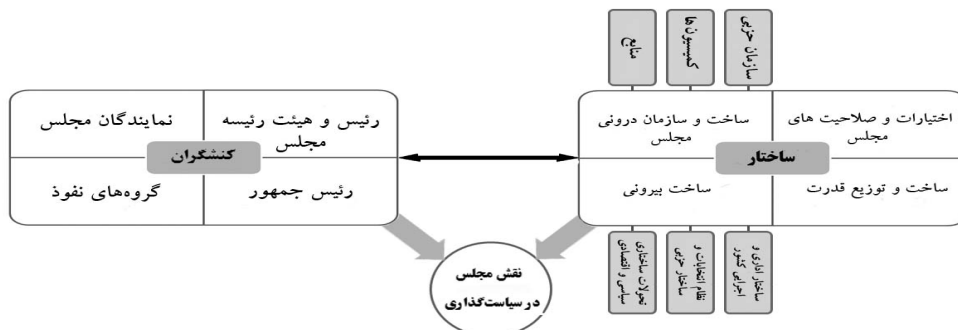 سازمان حزبی
کمیسیون‌ها
منابع
اختیارات و صلاحیت های
مجلس
ساخت و سازمان درونی
مجلس
ساختار
ساخت و توزیع قدرت
ساخت بیرونی
ساختار اداری و
اجرایی کشور
نظام انتخابات و
ساختار حزبی
تحولات ساختاری
سیاسی و اقتصادی
رئیس و هیئت رئیسه
مجلس
نمایندگان مجلس
کنشگران
رئیس جمهور
گروه‌های نفوذ
نقش مجلس
در سیاست‌گذاری